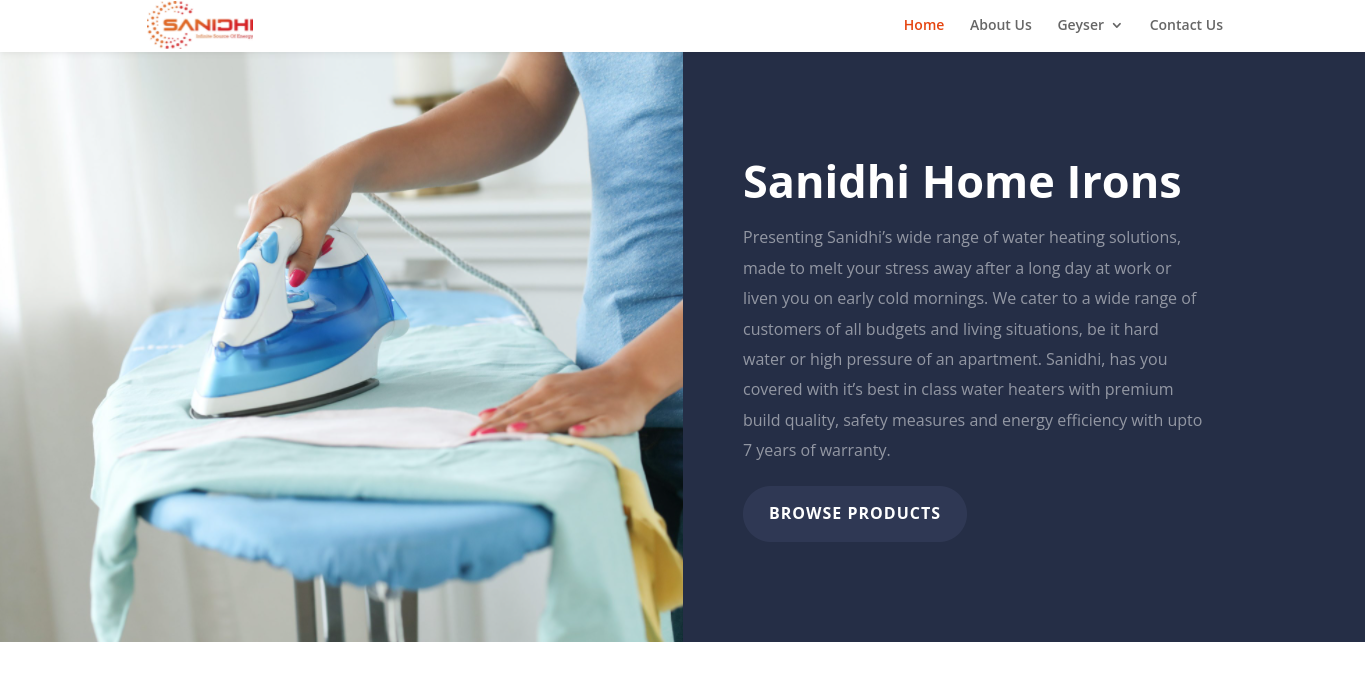 SANIDHI
Home
About Us
Geyser
Contact Us
Sanidhi Home Irons
Presenting Sanidhi’s wide range of water heating solutions,
made to melt your stress away after a long day at work or
liven you on early cold mornings. We cater to a wide range of
customers of all budgets and living situations, be it hard
water or high pressure of an apartment. Sanidhi, has you
covered with it’s best in class water heaters with premium
build quality, safety measures and energy efficiency with upto
7 years of warranty.
BROWSE PRODUCTS